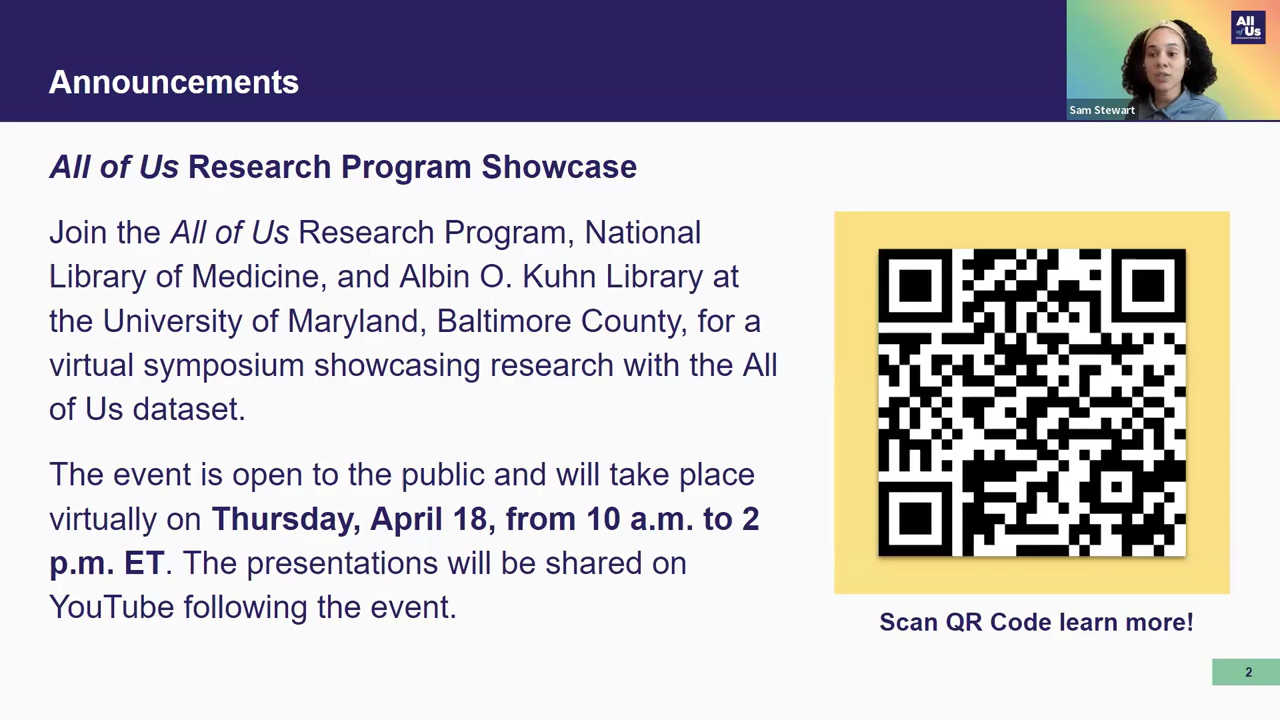 Announcements
All of Us
Sam Stewart
All of Us Research Program Showcase
Join the All of Us Research Program, National
Library of Medicine, and Albin O. Kuhn Library at
the University of Maryland, Baltimore County, for a
virtual symposium showcasing research with the All
of Us dataset.
The event is open to the public and will take place
virtually on Thursday, April 18, from 10 a.m. to 2
p.m. ET. The presentations will be shared on
YouTube following the event.
Scan QR Code learn more!
2